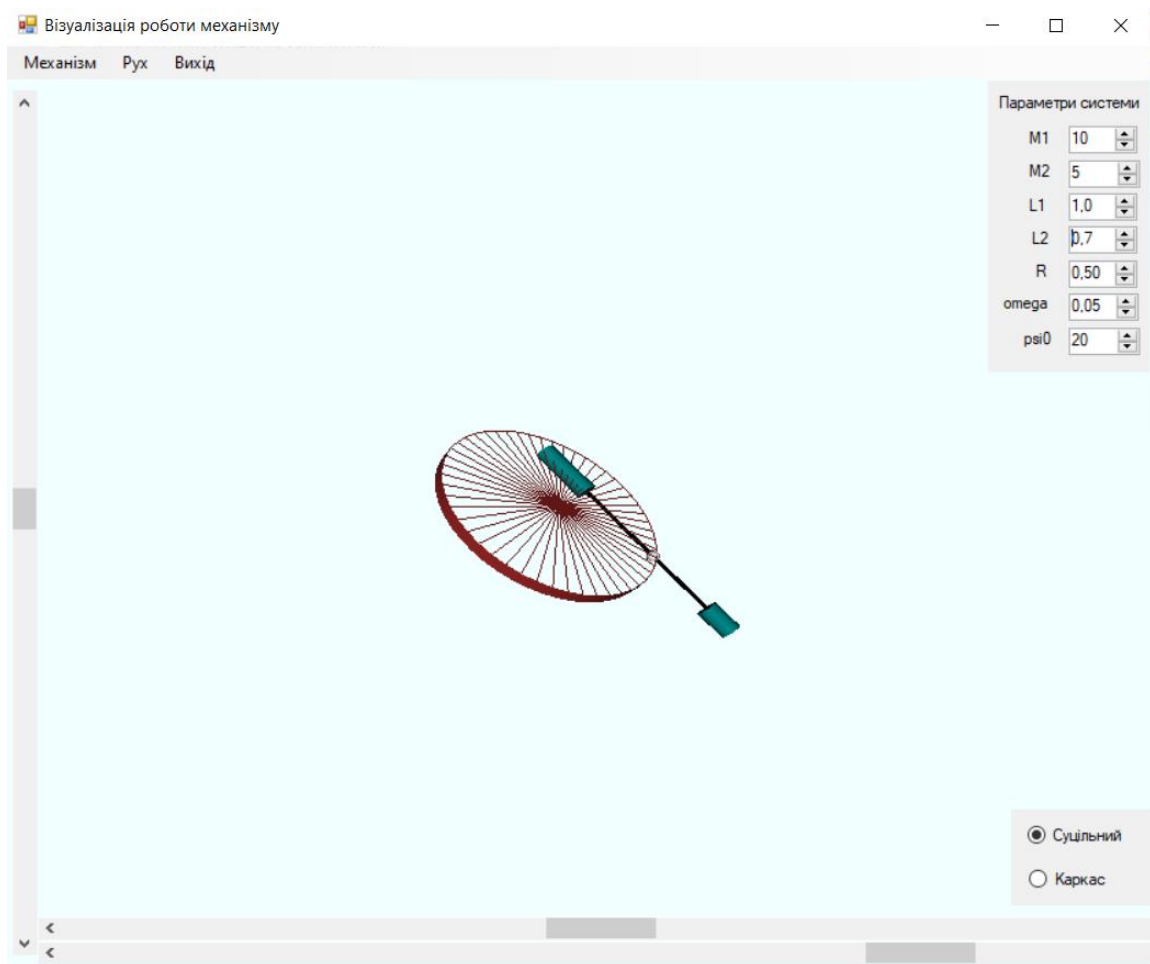 Візуалізація роботи механізму
Механізм Рух Вихід
Параметри системи
M1 10
M2 5
L1 1,0
L2 0,7
R 0,50
omega 0,05
psi0 20
Суцільний
Каркас